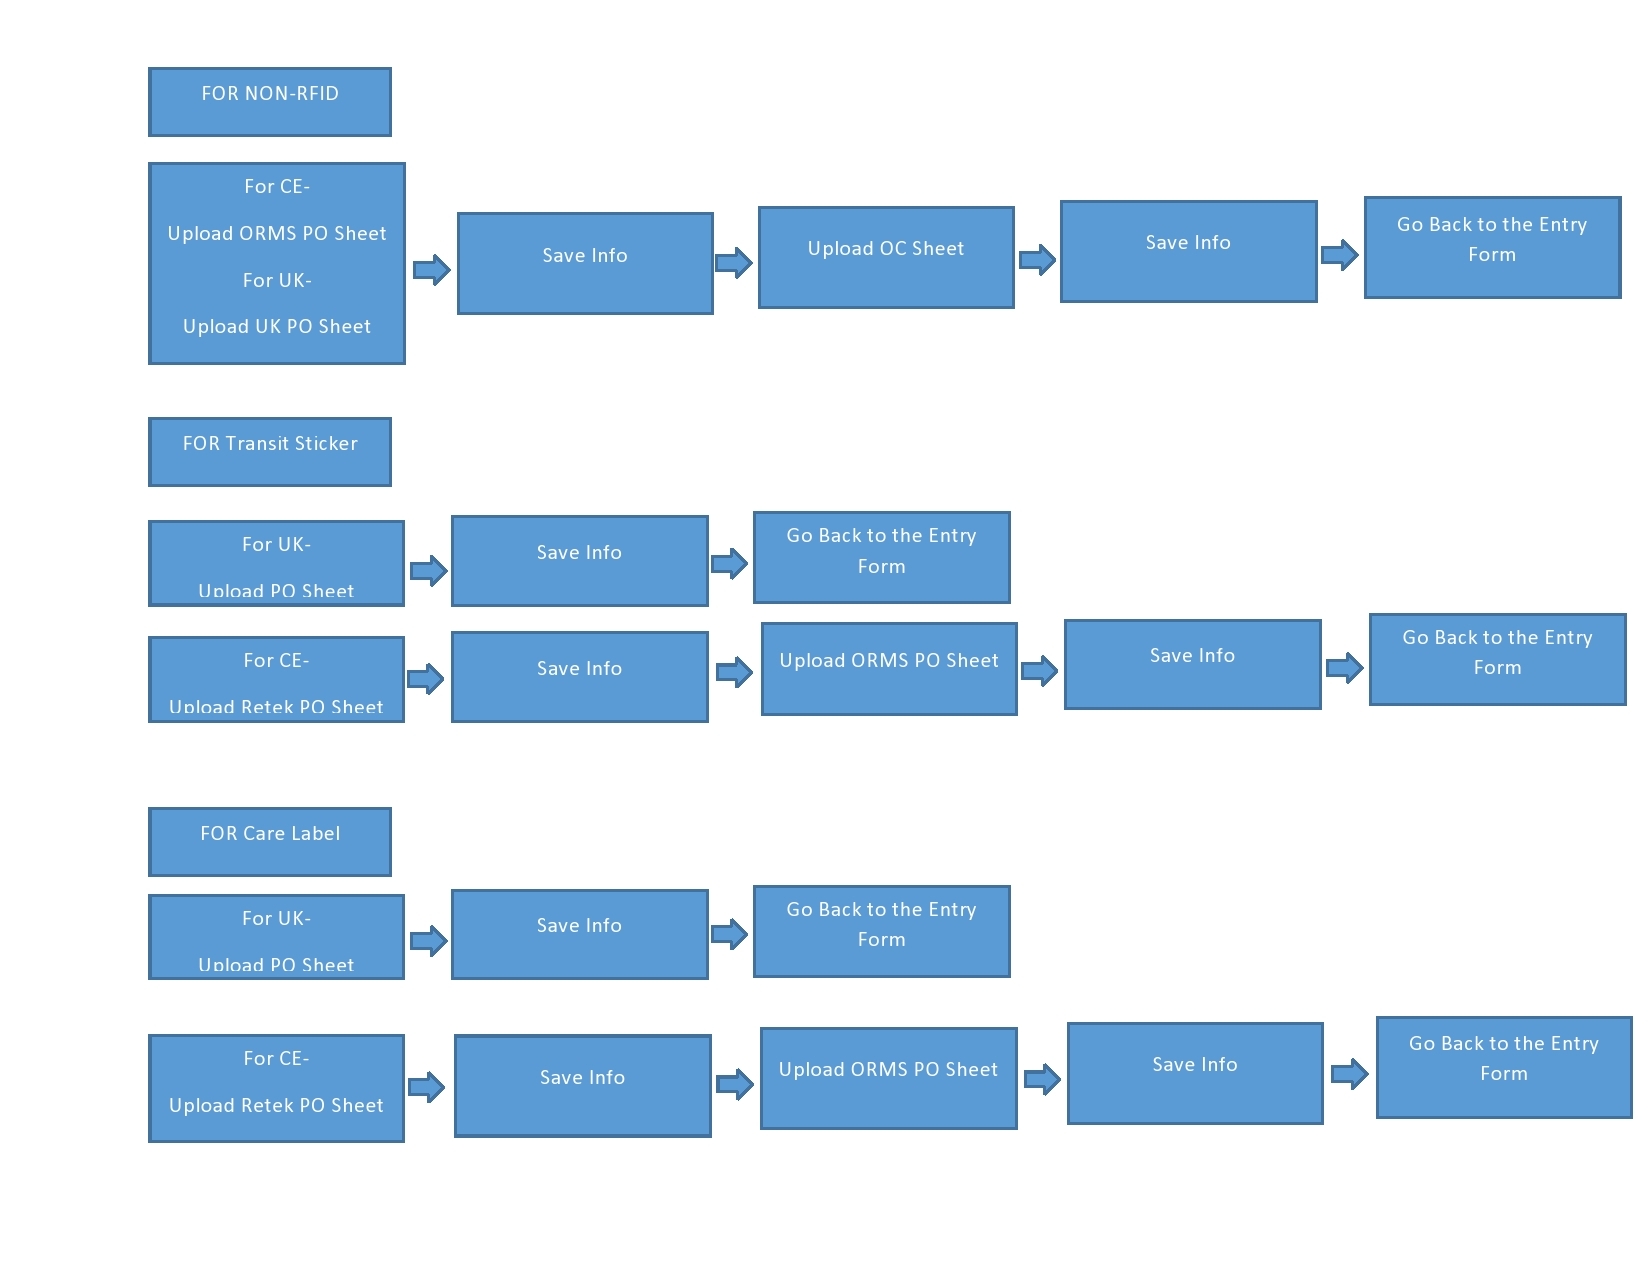 FOR NON-RFID
For CE-
Upload ORMS PO Sheet
For UK-
Upload UK PO Sheet
Save Info
Upload OC Sheet
Save Info
Go Back to the Entry
Form
FOR Transit Sticker
For UK-
Upload PO Sheet
Save Info
Go Back to the Entry
Form
For CE-
Upload Retek PO Sheet
Save Info
Upload ORMS PO Sheet
Save Info
Go Back to the Entry
Form
FOR Care Label
For UK-
Upload PO Sheet
Save Info
Go Back to the Entry
Form
For CE-
Upload Retek PO Sheet
Save Info
Upload ORMS PO Sheet
Save Info
Go Back to the Entry
Form